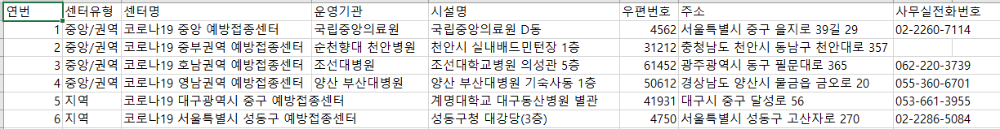 연번 센터유형 센터명 운영기관 시설명 우편번호 주소 사무실전화번호
1 중앙/권역 코로나19 중앙 예방접종센터 국립중앙의료원 국립중앙의료원 D동 4562 서울특별시 중구 을지로 39길 29 02-2260-7114
2 중앙/권역 코로나19 중부권역 예방접종센터 순천향대 천안병원 천안시 실내배드민턴장 1층 31212 충청남도 천안시 동남구 천안대로 357
3 중앙/권역 코로나19 호남권역 예방접종센터 조선대병원 조선대학교병원 의성관 5층 61452 광주광역시 동구 필문대로 365 062-220-3739
4 중앙/권역 코로나19 영남권역 예방접종센터 양산 부산대병원 양산 부산대병원 기숙사동 1층 50612 경상남도 양산시 물금읍 금오로 20 055-360-6701
5 지역 코로나19 대구광역시 중구 예방접종센터 계명대학교 대구동산병원 별관 41931 대구시 중구 달성로 56 053-661-3955
6 지역 코로나19 서울특별시 성동구 예방접종센터 성동구청 대강당(3층) 4750 서울특별시 성동구 고산자로 270 02-2286-5084